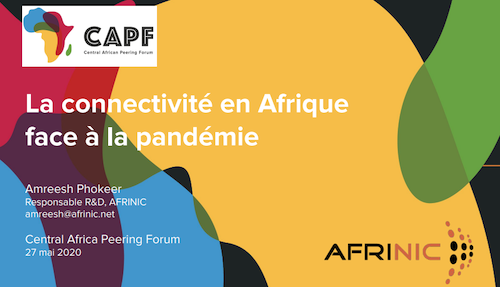 CAPF
Central African Peering Forum
La connectivité en Afrique
face à la pandémie
Amreesh Phokeer
Responsable R&D, AFRINIC
amreesh@afrinic.net
Central Africa Peering Forum
27 mai 2020
AFRINIC